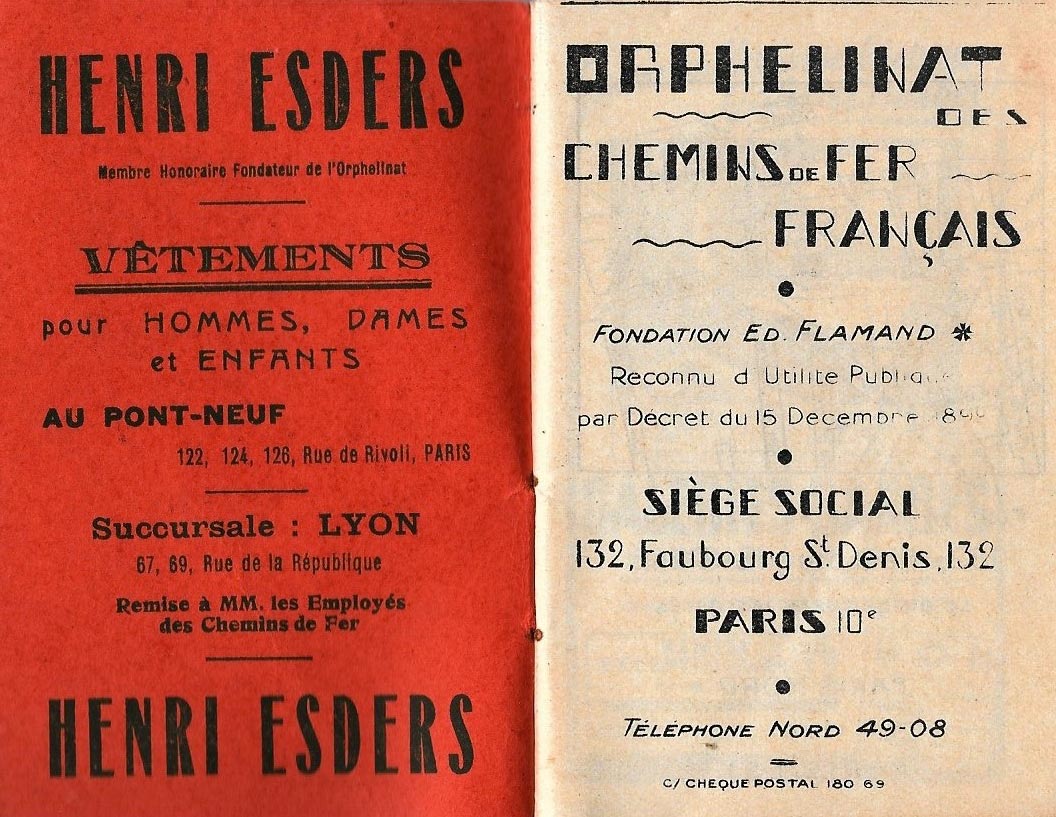 HENRI ESDERS
Membre Honoraire Fondateur de l'Orphelinat
VÊTEMENTS
pour HOMMES, DAMES
et ENFANTS
AU PONT-NEUF
122, 124, 126, Rue de Rivoli, PARIS
Succursale : LYON
67, 69, Rue de la République
Remise à MM. les Employés
des Chemins de Fer
HENRI ESDERS
ORPHELINAT
DES
CHEMINS DE FER
FRANÇAIS
FONDATION ED. FLAMAND
Reconnu d Utilite Publique
par Décret du 15 Decembre
SIÈGE SOCIAL
132, Faubourg St. Denis, 132
PARIS 10e
TÉLÉPHONE NORD 49-08
C/ CHEQUE POSTAL 180 69